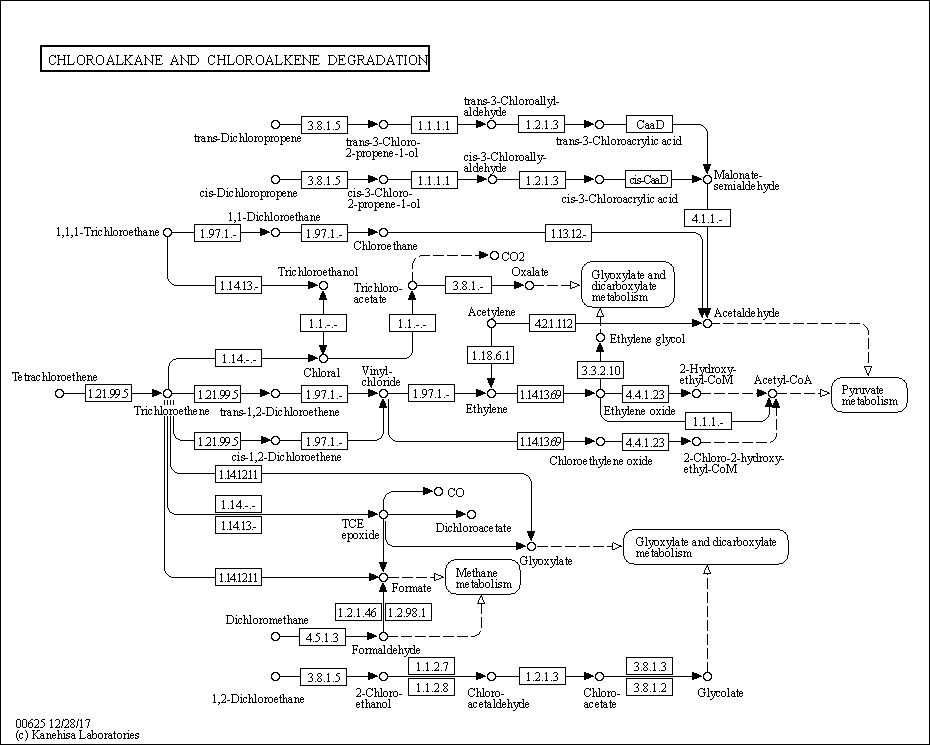 CHLOROALKANE AND CHLOROALKENE DEGRADATION
trans-3-Chloroallyl-
aldehyde
3.8.1.5
1.1.1.1
1.2.1.3
CaaD
trans-Dichloropropene
trans-3-Chloro-
2-propene-1-ol
trans-3-Chloroacrylic acid
cis-3-Chloroally-
aldehyde
3.8.1.5
1.1.1.1
1.2.1.3
cis-CaaD
Malonate-
semialdehyde
cis-Dichloropropene
cis-3-Chloro-
2-propene-1-ol
cis-3-Chloroacrylic acid
1,1-Dichloroethane
4.1.1.-
1,1,1-Trichloroethane
1.97.1.-
1.97.1.-
1.13.12.-
Chloroethane
CO2
Trichloroethanol
Oxalate
Glyoxylate and
dicarboxylate
metabolism
1.14.13.-
Trichloro-
acetate
3.8.1.-
Acetylene
Acetaldehyde
1.1.-.-
1.1.-.-
4.2.1.112
Ethylene glycol
1.14.-.-
1.18.6.1
Chloral
3.3.2.10
Tetrachloroethene
Vinyl-
chloride
2-Hydroxy-
ethyl-CoM
Acetyl-CoA
Pyruvate
metabolism
1.21.99.5
1.21.99.5
1.97.1.-
1.97.1.-
1.14.13.69
4.4.1.23
Trichloroethene
trans-1,2-Dichloroethene
Ethylene
Ethylene oxide
1.1.1.-
1.21.99.5
1.97.1.-
1.14.13.69
4.4.1.23
cis-1,2-Dichloroethene
Chloroethylene oxide
2-Chloro-2-hydroxy-
ethyl-CoM
1.14.12.11
CO
1.14.-.-
1.14.13.-
TCE
epoxide
Dichloroacetate
Glyoxylate and dicarboxylate
metabolism
Glyoxylate
1.14.12.11
Formate
Methane
metabolism
1.2.1.46
1.2.98.1
Dichloromethane
4.5.1.3
Formaldehyde
3.8.1.5
1.1.2.7
1.1.2.8
1.2.1.3
3.8.1.3
3.8.1.2
1,2-Dichloroethane
2-Chloro-
ethanol
Chloro-
acetaldehyde
Chloro-
acetate
Glycolate
00625 12/28/17
(c) Kanehisa Laboratories